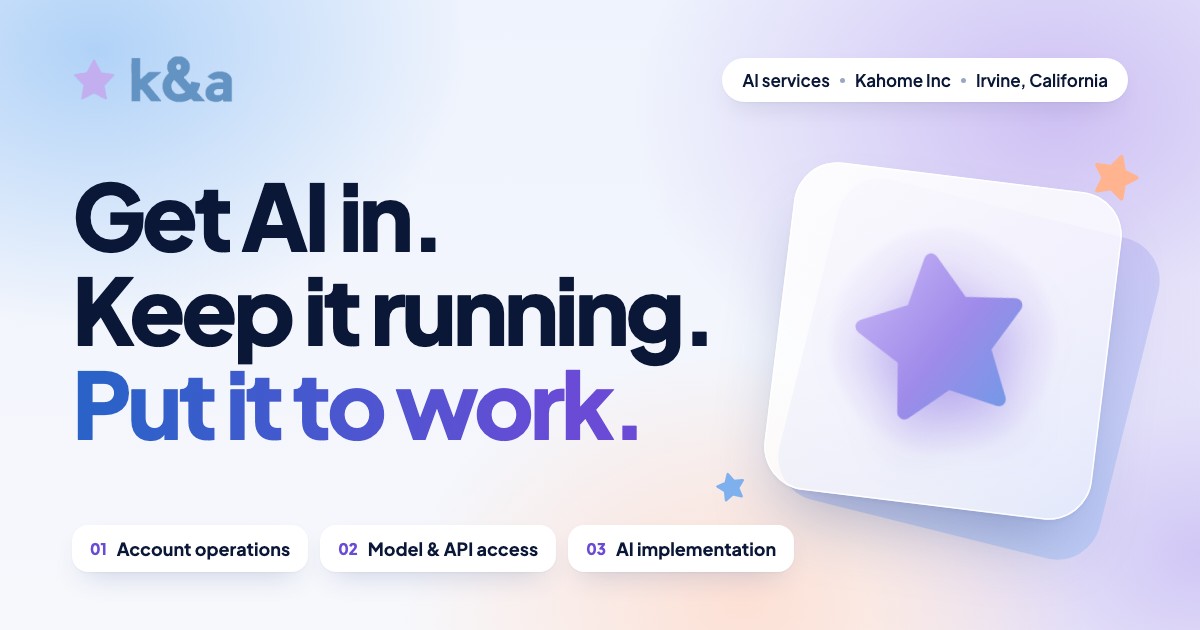 k&a
AI services • Kahome Inc • Irvine, California
Get AI in.
Keep it running.
Put it to work.
01 Account operations
02 Model & API access
03 AI implementation